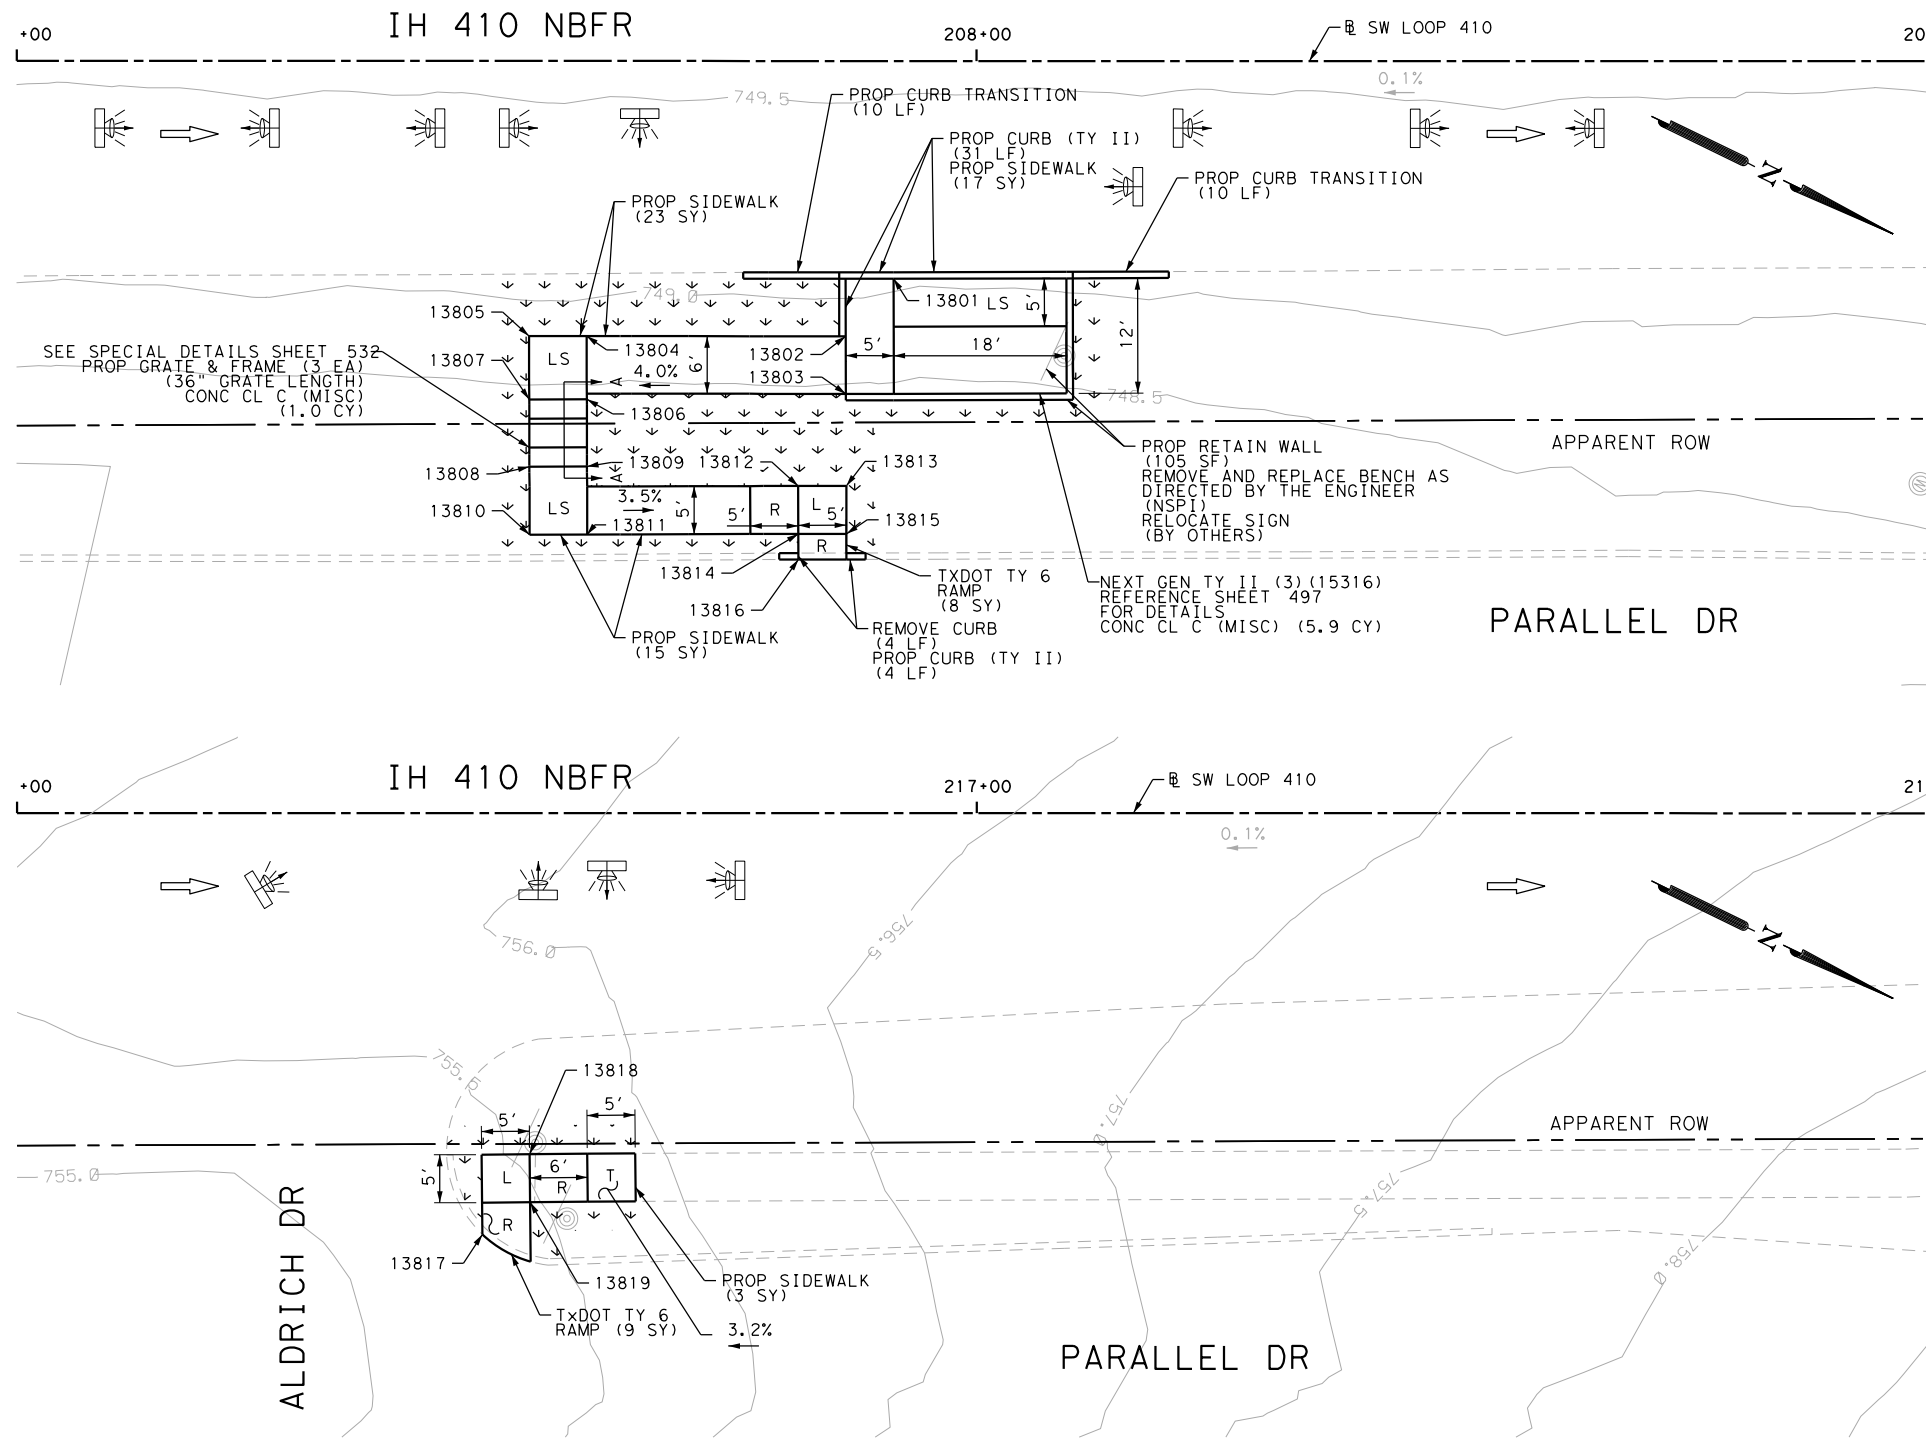 +00
IH 410 NBFR
208+00
℄ SW LOOP 410
20
0.1%
749.5
PROP CURB TRANSITION
(10 LF)
PROP CURB (TY II)
(31 LF)
PROP SIDEWALK
(17 SY)
PROP CURB TRANSITION
(10 LF)
N
PROP SIDEWALK
(23 SY)
749.0
13801
LS
5'
12'
13805
SEE SPECIAL DETAILS SHEET 532
PROP GRATE & FRAME (3 EA)
(36" GRATE LENGTH)
CONC CL C (MISC)
(1.0 CY)
13807
LS
13804
A
4.0%
6'
13802
13803
5'
18'
748.5
13806
APPARENT ROW
13808
13809
A
13812
13813
13810
LS
3.5%
13811
5'
5'
R
L
5'
13815
R
13814
13816
PROP RETAIN WALL
(105 SF)
REMOVE AND REPLACE BENCH AS
DIRECTED BY THE ENGINEER
(NSPI)
RELOCATE SIGN
(BY OTHERS)
TXDOT TY 6
RAMP
(8 SY)
NEXT GEN TY II (3)(15316)
REFERENCE SHEET 497
FOR DETAILS
CONC CL C (MISC) (5.9 CY)
PARALLEL DR
PROP SIDEWALK
(15 SY)
REMOVE CURB
(4 LF)
PROP CURB (TY II)
(4 LF)
+00
IH 410 NBFR
217+00
℄ SW LOOP 410
21
0.1%
N
756.0
756.5
755.5
13818
5'
5'
757.0
APPARENT ROW
755.0
5'
L
6'
R
T
757.5
R
13817
13819
758.0
ALDRICH DR
PROP SIDEWALK
(3 SY)
TxDOT TY 6
RAMP (9 SY)
3.2%
PARALLEL DR